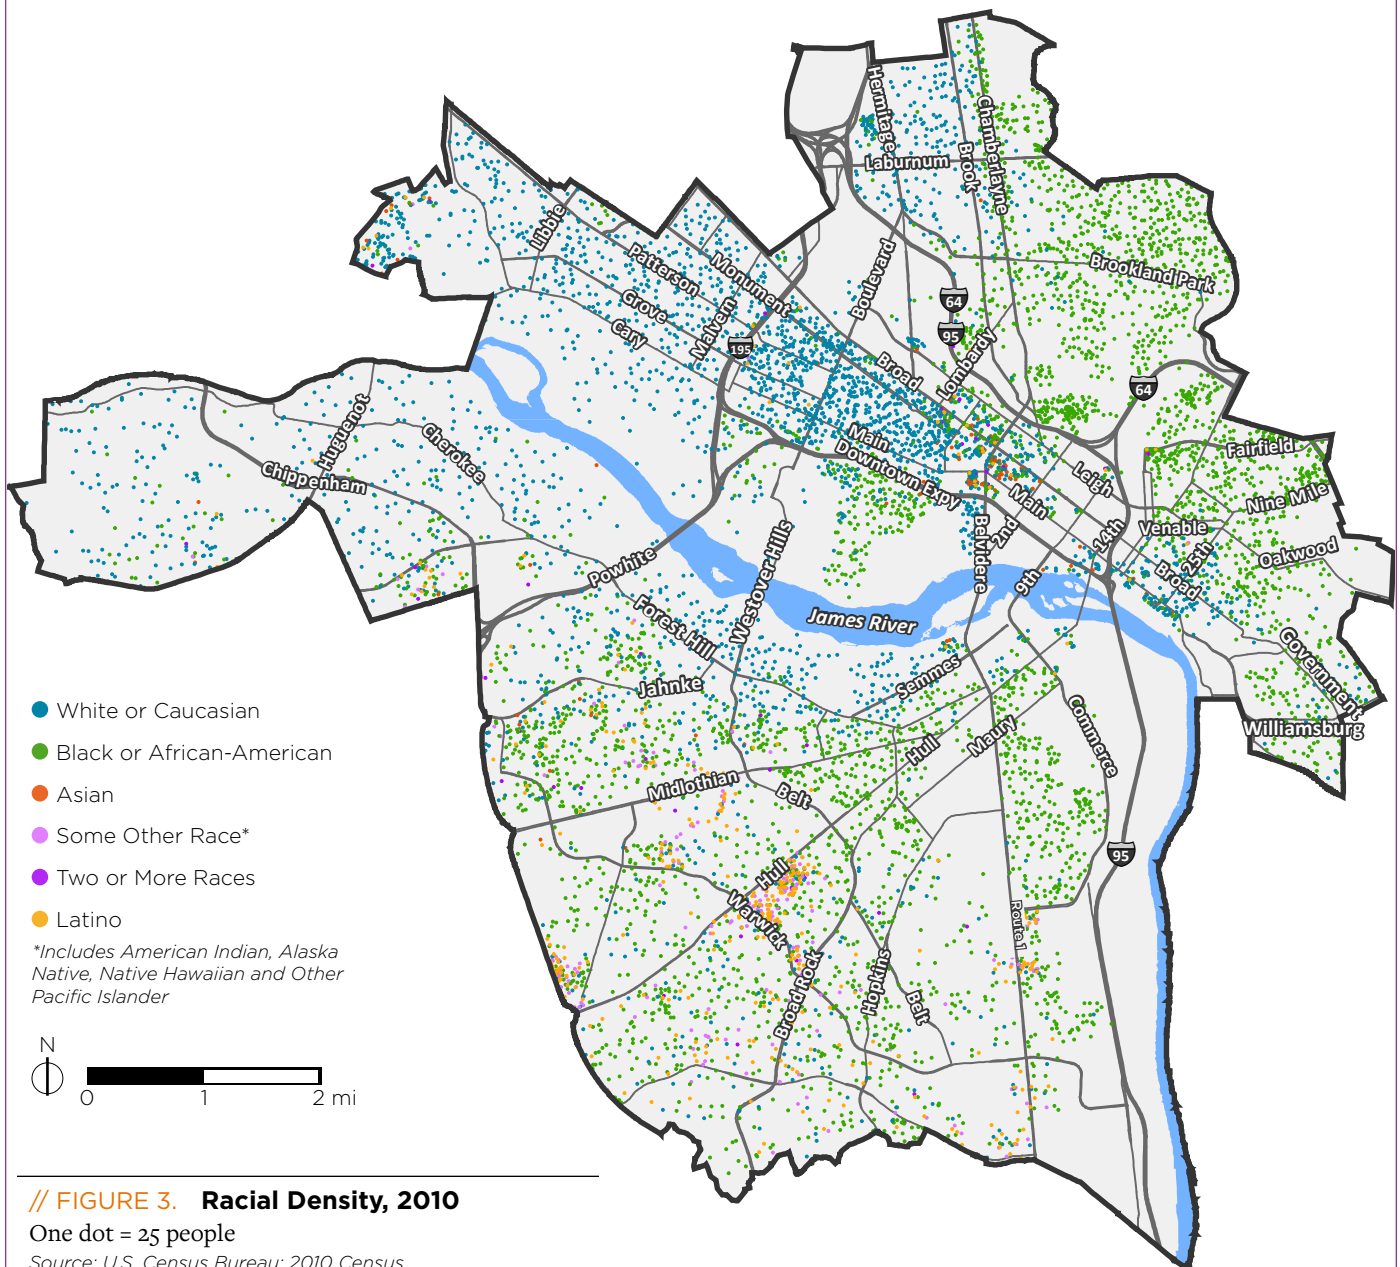 Hermitage
Chamberlayne
Laburnum
Brook
Libbie
Patterson
Monument
Boulevard
Brookland Park
Grove
Malvern
64
Cary
95
195
Broad
Lombardy
64
Huguenot
Cherokee
Main
Fairfield
Chippenham
Downtown Expy
Leigh
Main
Nine Mile
Belvidere
2nd
14th
Venable
25th
Oakwood
Powhite
Westover Hills
9th
Broad
Forest Hill
James River
Government
Semmes
Jahnke
White or Caucasian
Commerce
Williamsburg
Black or African-American
Hull
Maury
Midlothian
Belt
Asian
Some Other Race*
95
Two or More Races
Hull
Latino
Warwick
Route 1
*Includes American Indian, Alaska
Native, Native Hawaiian and Other
Pacific Islander
Broad Rock
Hopkins
Belt
N
0 1 2 mi
// FIGURE 3. Racial Density, 2010
One dot = 25 people
Source: U.S. Census Bureau: 2010 Census